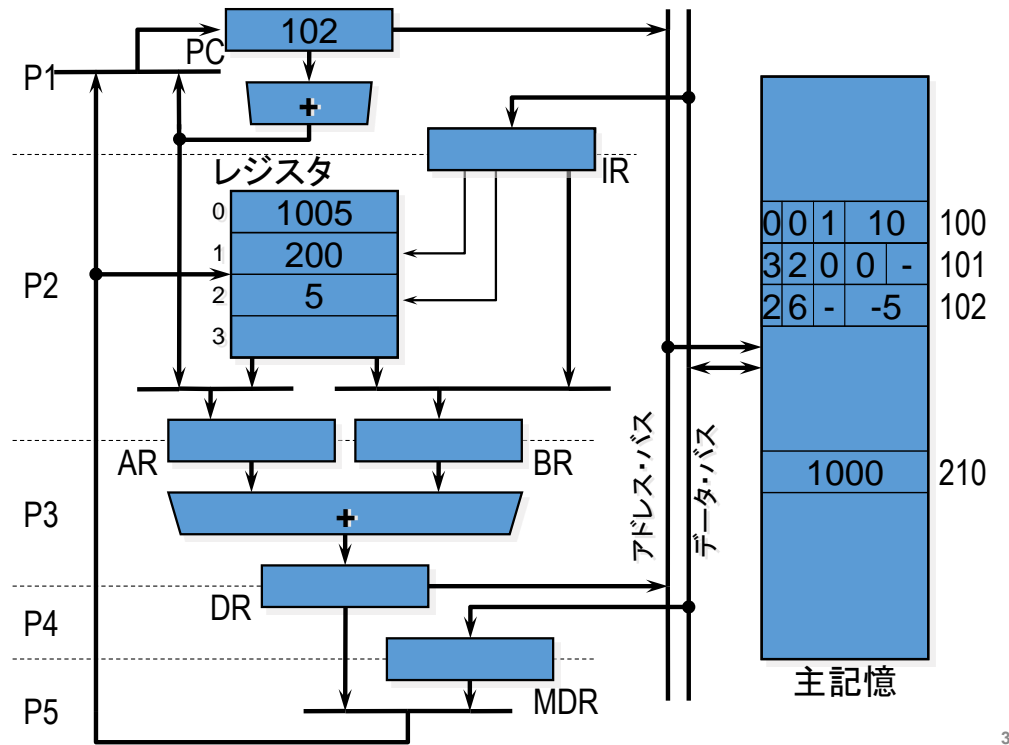 102
PC
P1
+
IR
レジスタ
0 1005
1 200
2 5
3
P2
0 0 1 10 100
3 2 0 0 - 101
2 6 - -5 102
アドレス・バス
データ・バス
AR
BR
1000 210
P3
+
DR
P4
主記憶
MDR
P5
3